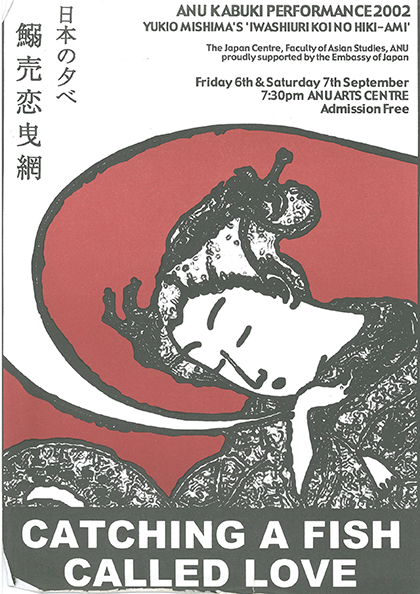 ANU KABUKI PERFORMANCE2002
YUKIO MISHIMA'S 'IWASHIURI KOI NO HIKI-AMI'
The Japan Centre, Faculty of Asian Studies, ANU
proudly supported by the Embassy of Japan
Friday 6th & Saturday 7th September
7:30pm ANU ARTS CENTRE
Admission Free
日本の夕べ
鰯売恋曳網
CATCHING A FISH
CALLED LOVE